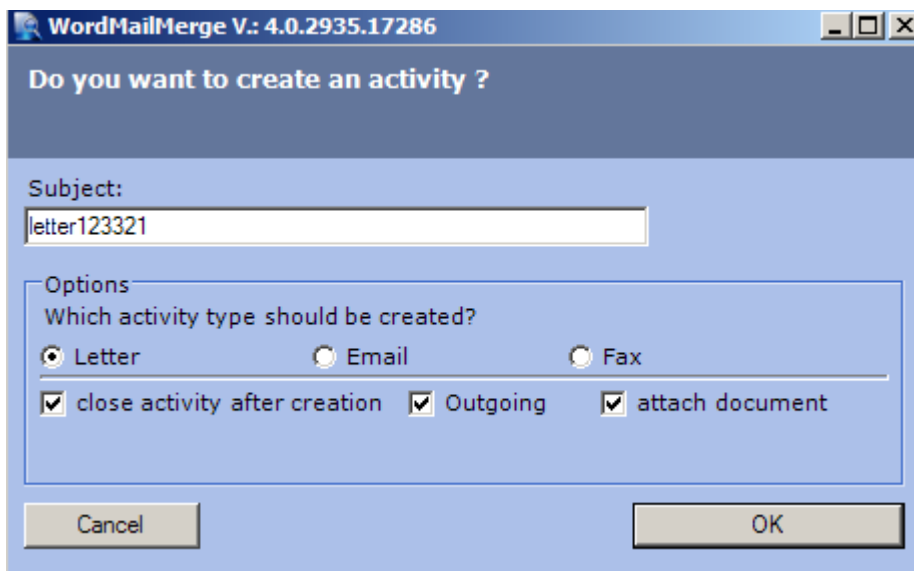 WordMailMerge V.: 4.0.2935.17286
Do you want to create an activity ?
Subject:
letter123321
Options
Which activity type should be created?
Letter Email Fax
close activity after creation Outgoing attach document
Cancel OK